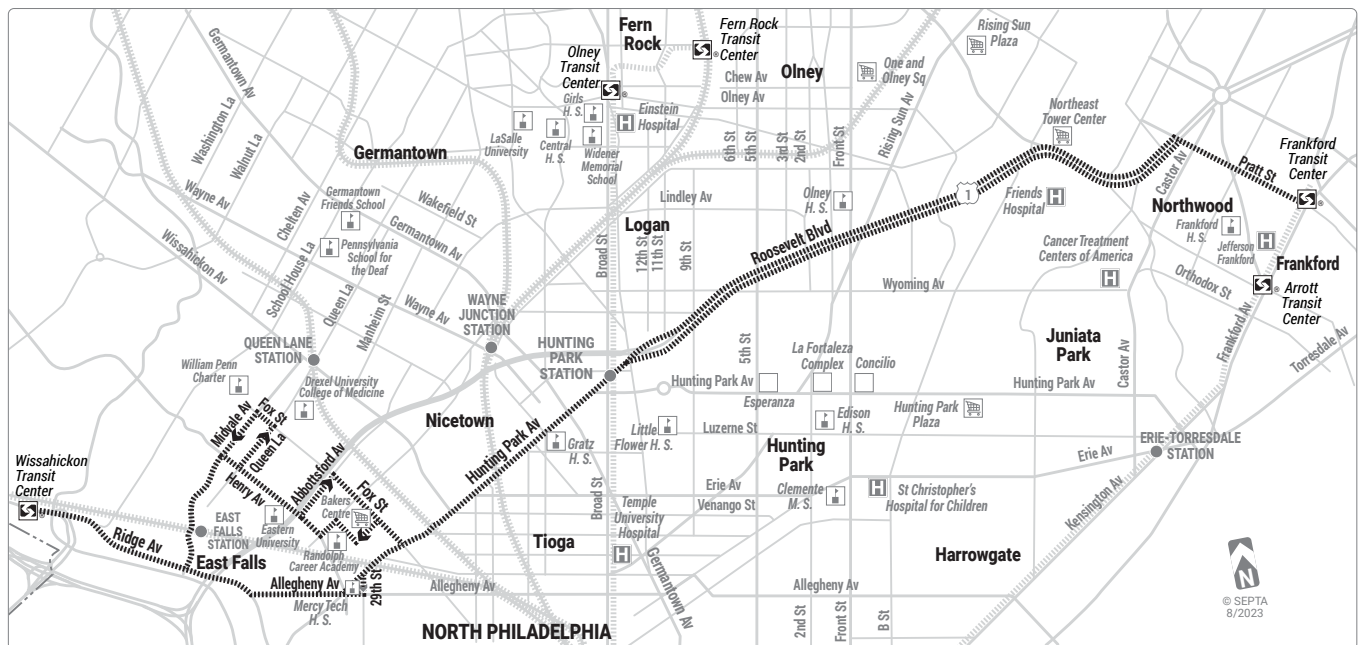 Fern
Rock
Fern Rock
Transit
Center
®
Rising Sun
Plaza
Olney
Transit
Center
®
Olney
One and
Olney Sq
Chew Av
Olney Av
Germantown Av
Washington La
Walnut La
Girls
H. S.
Einstein
Hospital
LaSalle
University
Central
H. S.
Widener
Memorial
School
6th St
5th St
3rd St
2nd St
Front St
Rising Sun Av
Northeast
Tower Center
Germantown
Castor Av
Pratt St
Frankford
Transit
Center
®
Wayne Av
Chelten Av
Germantown
Friends School
Wakefield St
Germantown Av
Lindley Av
Olney
H. S.
1
Friends
Hospital
Northwood
Frankford
H. S.
Jefferson
Frankford
Wissahickon Av
School House La
Pennsylvania
School for
the Deaf
Logan
Broad St
12th St
11th St
9th St
Roosevelt Blvd
Cancer Treatment
Centers of America
Frankford
Orthodox St
® Arrott
Transit
Center
Queen La
Manheim St
Wayne Av
WAYNE
JUNCTION
STATION
Wyoming Av
Frankford Av
Torresdale Av
QUEEN LANE
STATION
HUNTING
PARK
STATION
5th St
La Fortaleza
Complex
Concilio
Juniata
Park
Castor Av
William Penn
Charter
Drexel University
College of Medicine
Hunting Park Av
Esperanza
Hunting Park Av
Midvale Av
Fox St
Queen La
Nicetown
Hunting Park Av
Gratz
H. S.
Little
Flower H. S.
Luzerne St
Edison
H. S.
Hunting Park
Plaza
Hunting
Park
ERIE-TORRESDALE
STATION
Erie Av
Wissahickon
Transit
Center
®
Henry Av
Abbottsford Av
Fox St
Bakers
Centre
Erie Av
Venango St
Broad St
Temple
University
Hospital
Clemente
M. S.
St Christopher's
Hospital for Children
Kensington Av
Ridge Av
EAST
FALLS
STATION
Eastern
University
Randolph
Career Academy
East Falls
Tioga
Harrowgate
Allegheny Av
Mercy Tech
H. S.
29th St
Allegheny Av
Germantown Av
Allegheny Av
2nd St
Front St
B St
N
© SEPTA
8/2023
NORTH PHILADELPHIA